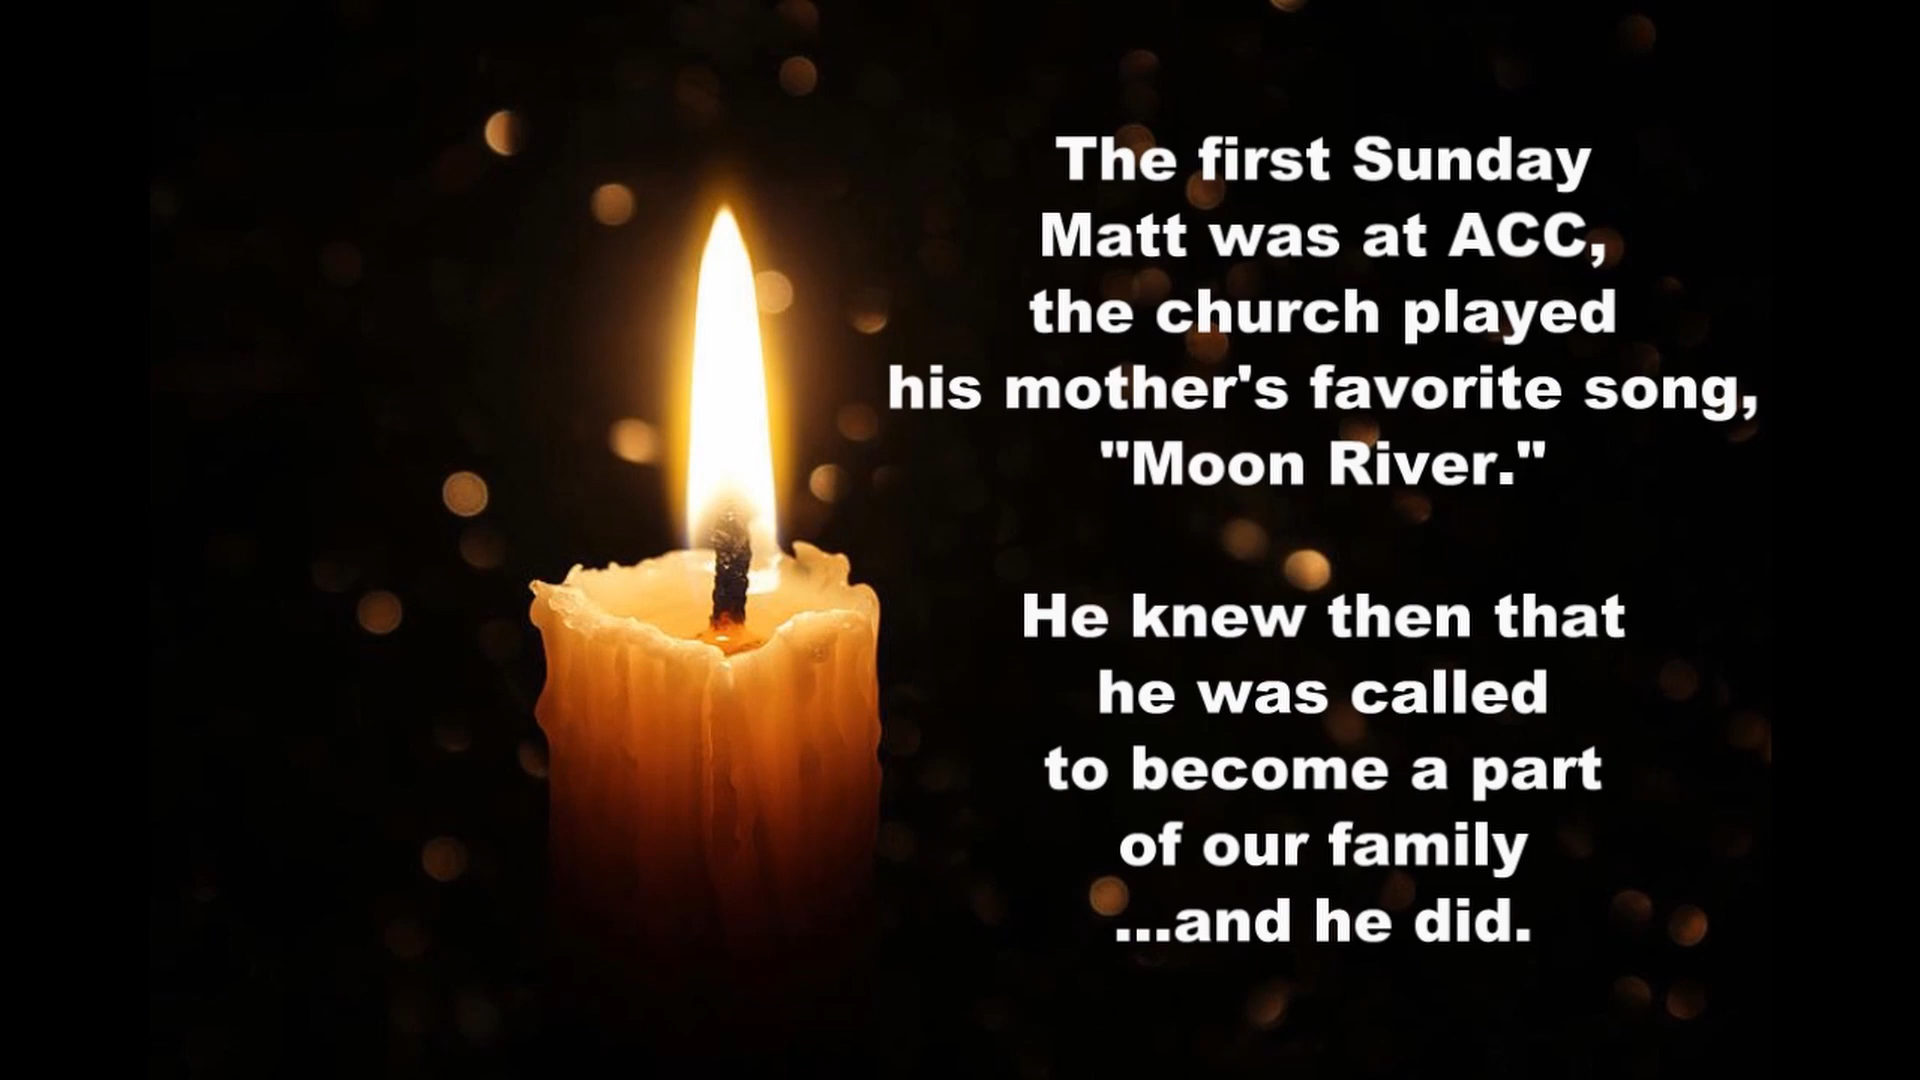 The first Sunday
Matt was at ACC,
the church played
his mother's favorite song,
"Moon River."
He knew then that
he was called
to become a part
of our family
...and he did.